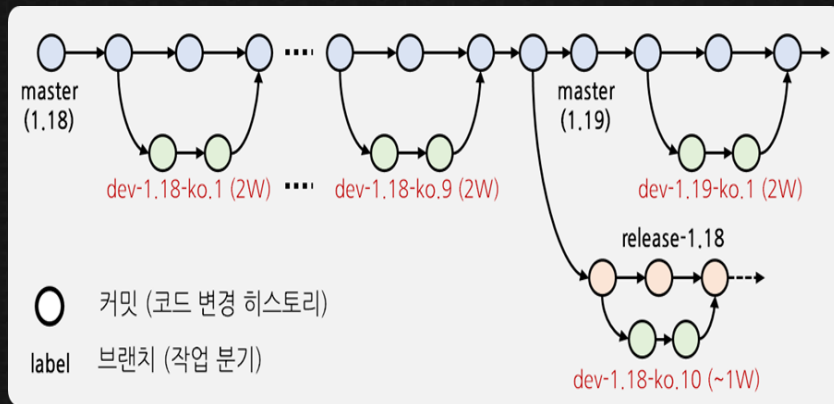 master
(1.18)
master
(1.19)
dev-1.18-ko.1 (2W)
dev-1.18-ko.9 (2W)
dev-1.19-ko.1 (2W)
release-1.18
커밋 (코드 변경 히스토리)
label 브랜치 (작업 분기)
dev-1.18-ko.10 (~1W)